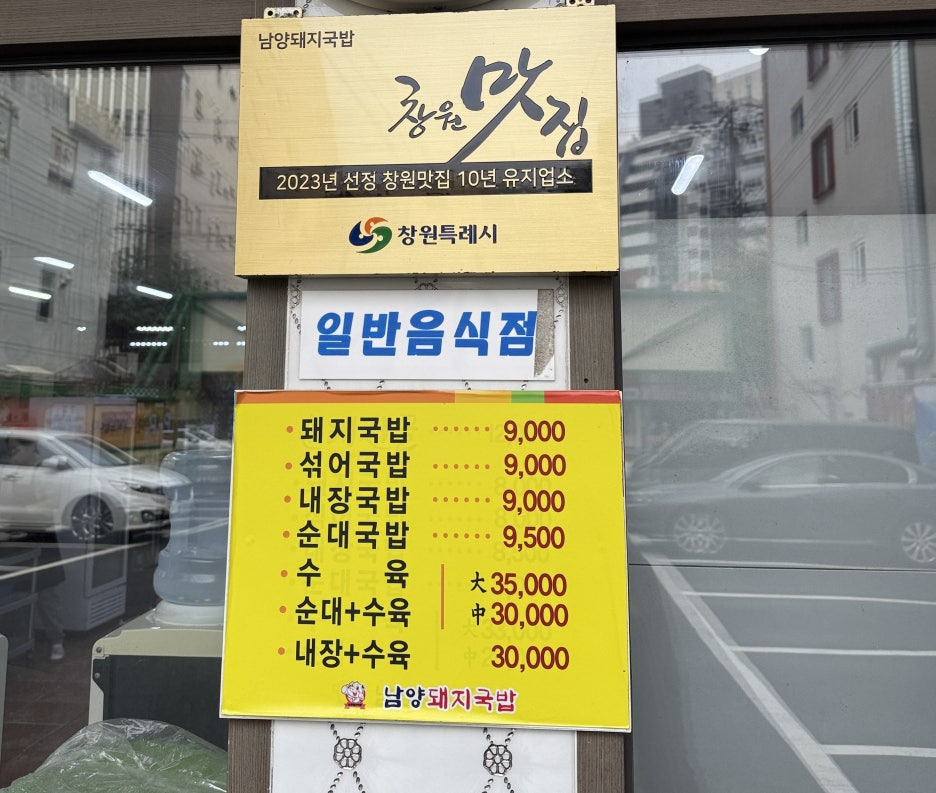 남양돼지국밥
창원맛집
2023년 선정 창원맛집 10년 유지업소
창원특례시
일반음식점
돼지국밥 ······ 9,000
섞어국밥 ······ 9,000
내장국밥 ······ 9,000
순대국밥 ······ 9,500
수육 大 35,000
순대+수육 中 30,000
내장+수육 30,000
남양돼지국밥